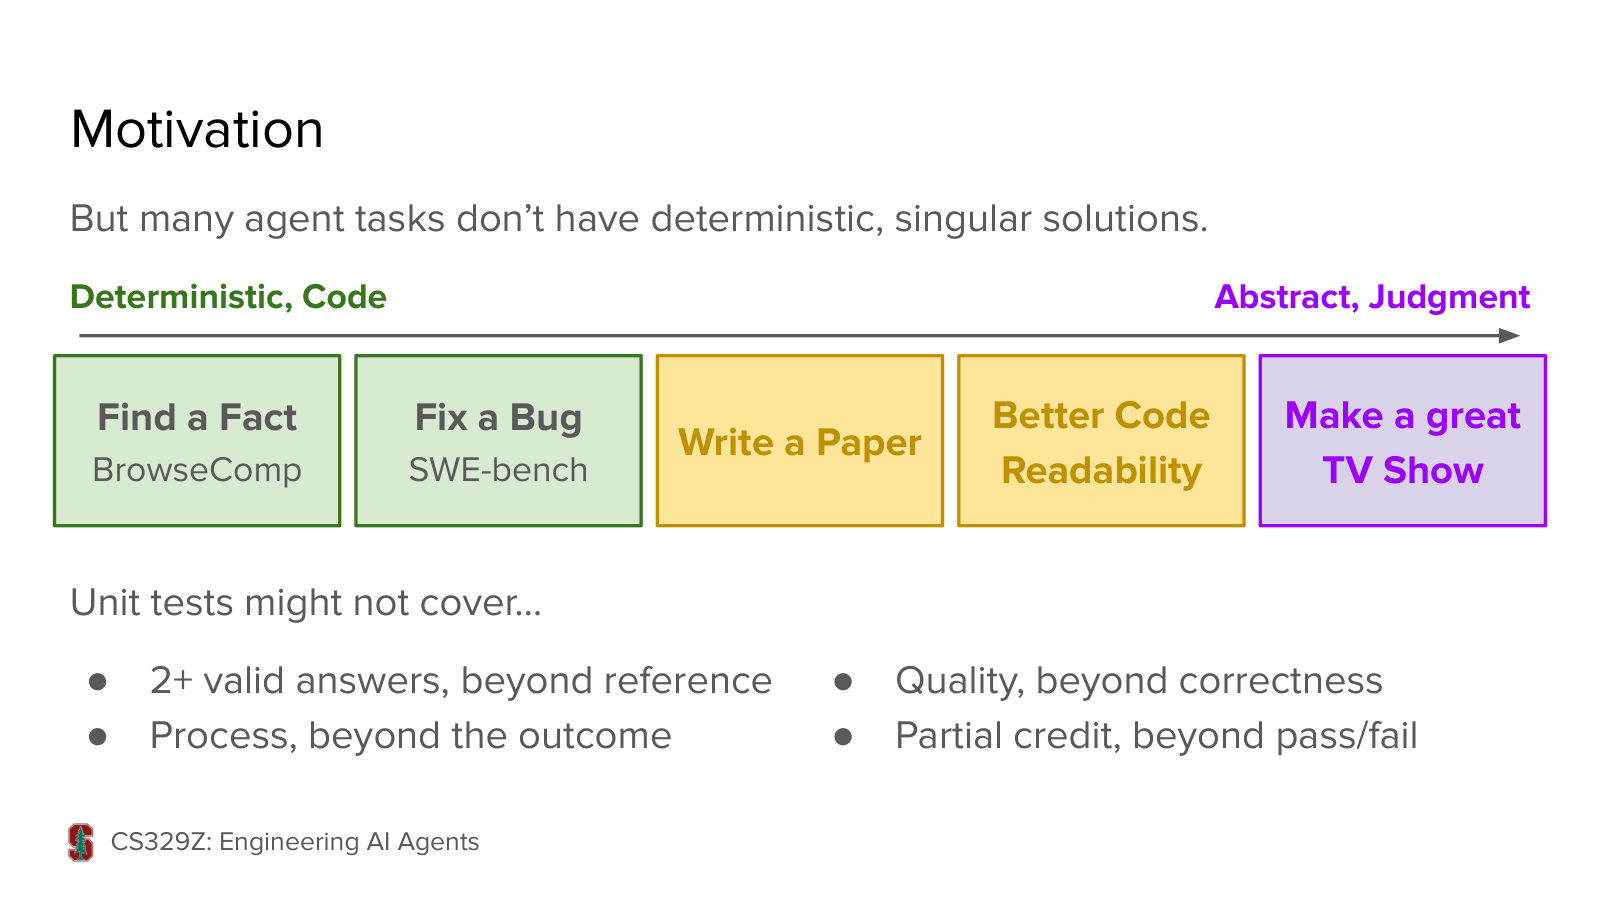 Motivation
But many agent tasks don’t have deterministic, singular solutions.
Deterministic, Code
Abstract, Judgment
Find a Fact
BrowseComp
Fix a Bug
SWE-bench
Write a Paper
Better Code
Readability
Make a great
TV Show
Unit tests might not cover...
● 2+ valid answers, beyond reference
● Process, beyond the outcome
● Quality, beyond correctness
● Partial credit, beyond pass/fail
S
CS329Z: Engineering AI Agents